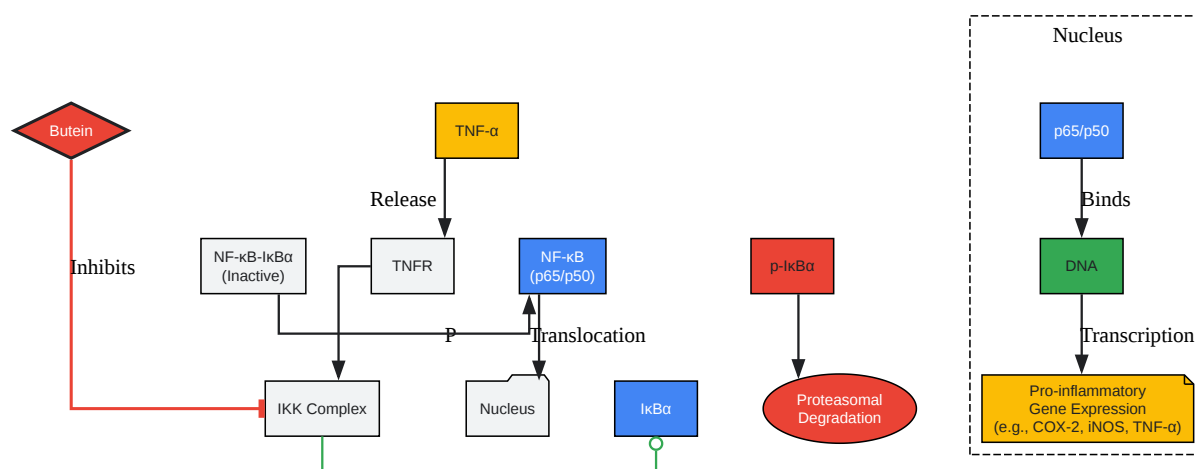 Nucleus
Butein
TNF-α
p65/p50
Release
Binds
NF-κB-IκBα
(Inactive)
TNFR
NF-κB
(p65/p50)
p-IκBα
DNA
Inhibits
P
Translocation
Transcription
IKK Complex
Nucleus
IκBα
Proteasomal
Degradation
Pro-inflammatory
Gene Expression
(e.g., COX-2, iNOS, TNF-α)